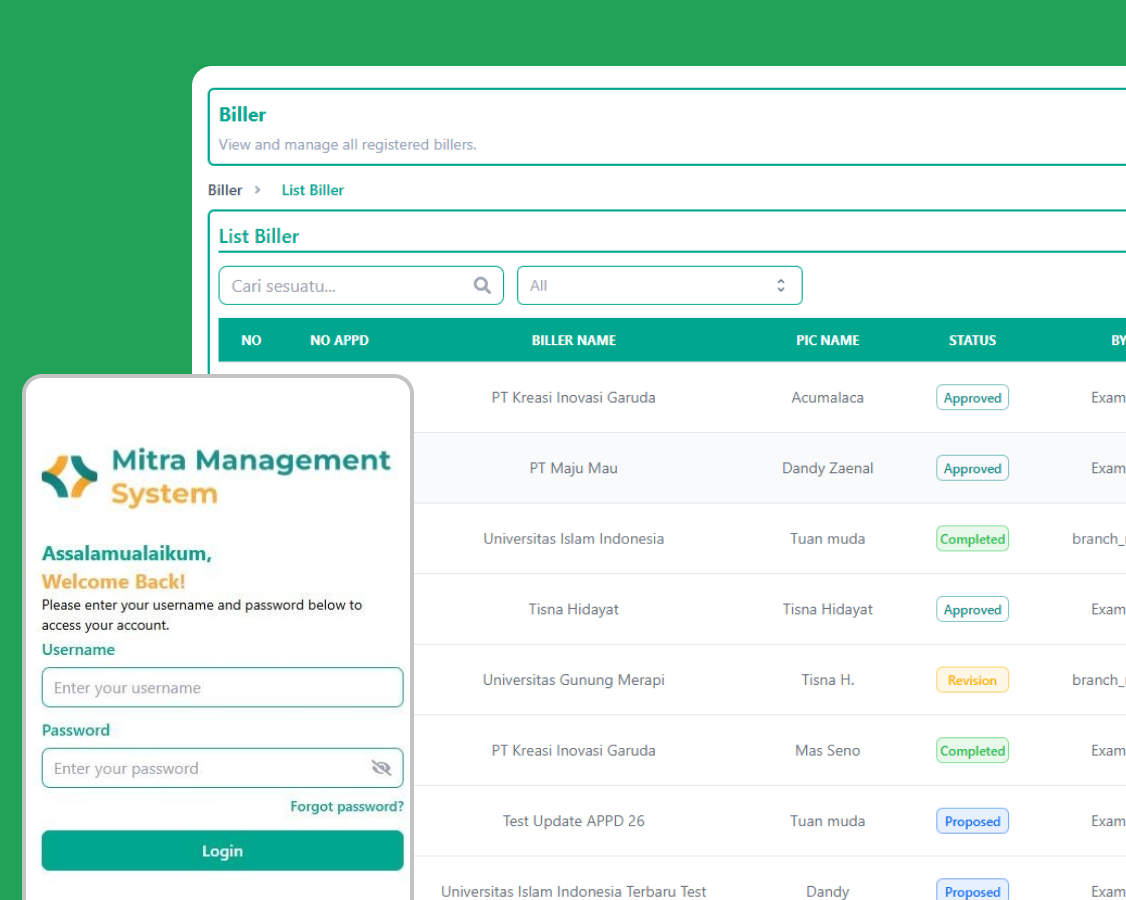 Biller
View and manage all registered billers.
Biller > List Biller
List Biller
Cari sesuatu...
All
NO NO APPD BILLER NAME PIC NAME STATUS BY
PT Kreasi Inovasi Garuda Acumalaca Approved Exam
PT Maju Mau Dandy Zaenal Approved Exam
Universitas Islam Indonesia Tuan muda Completed branch_
Tisna Hidayat Tisna Hidayat Approved Exam
Universitas Gunung Merapi Tisna H. Revision branch_
PT Kreasi Inovasi Garuda Mas Seno Completed Exam
Test Update APPD 26 Tuan muda Proposed Exam
Universitas Islam Indonesia Terbaru Test Dandy Proposed Exam
Mitra Management
System
Assalamualaikum,
Welcome Back!
Please enter your username and password below to
access your account.
Username
Enter your username
Password
Enter your password
Forgot password?
Login